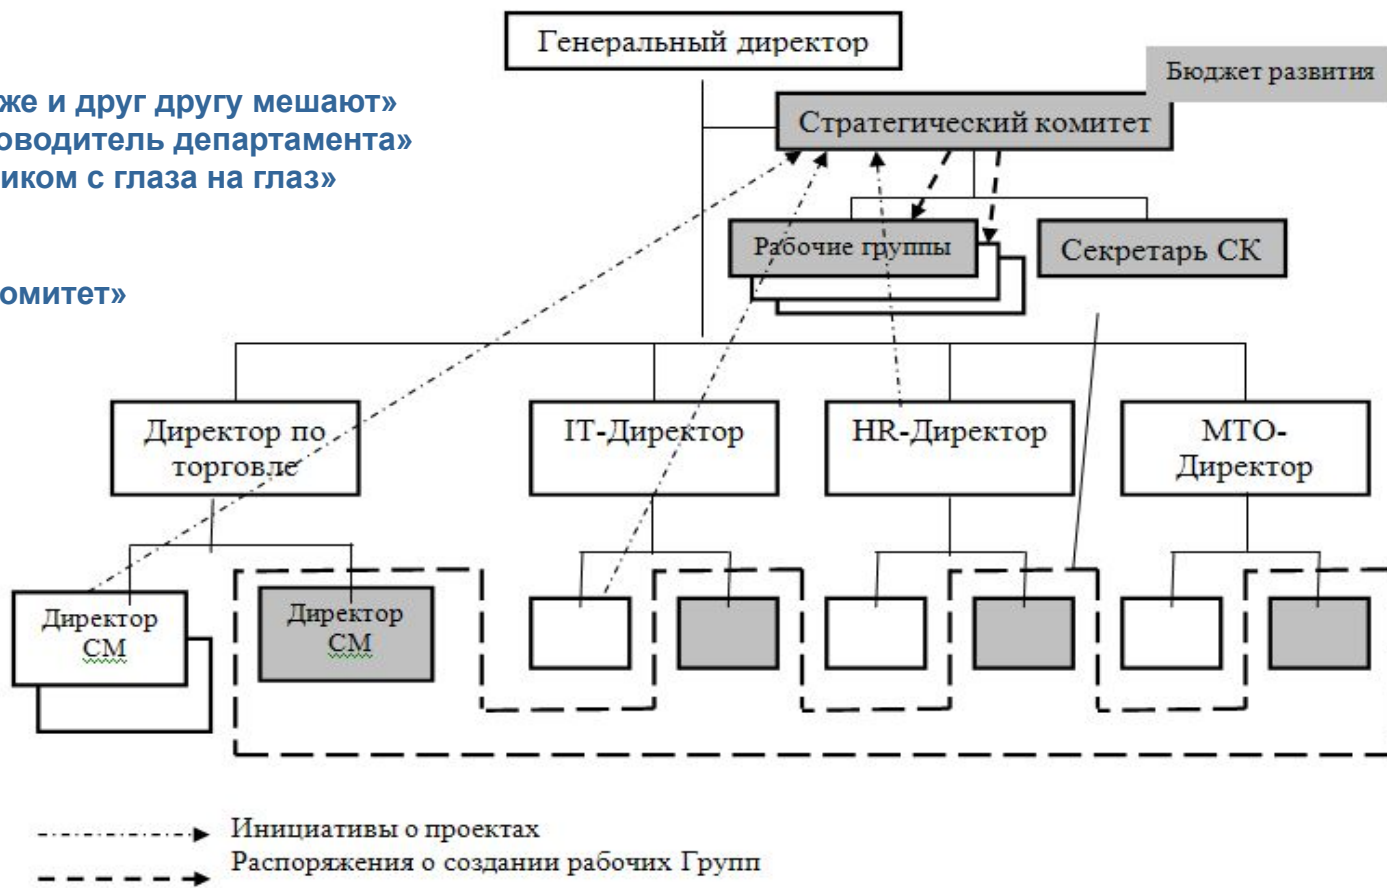 Генеральный директор
Бюджет развития
же и друг другу мешают»
оводитель департамента»
иком с глаза на глаз»
омитет»
Стратегический комитет
Рабочие группы
Секретарь СК
Директор по
торговле
IT-Директор
HR-Директор
МТО-
Директор
Директор
СМ
Директор
СМ
Инициативы о проектах
Распоряжения о создании рабочих Групп